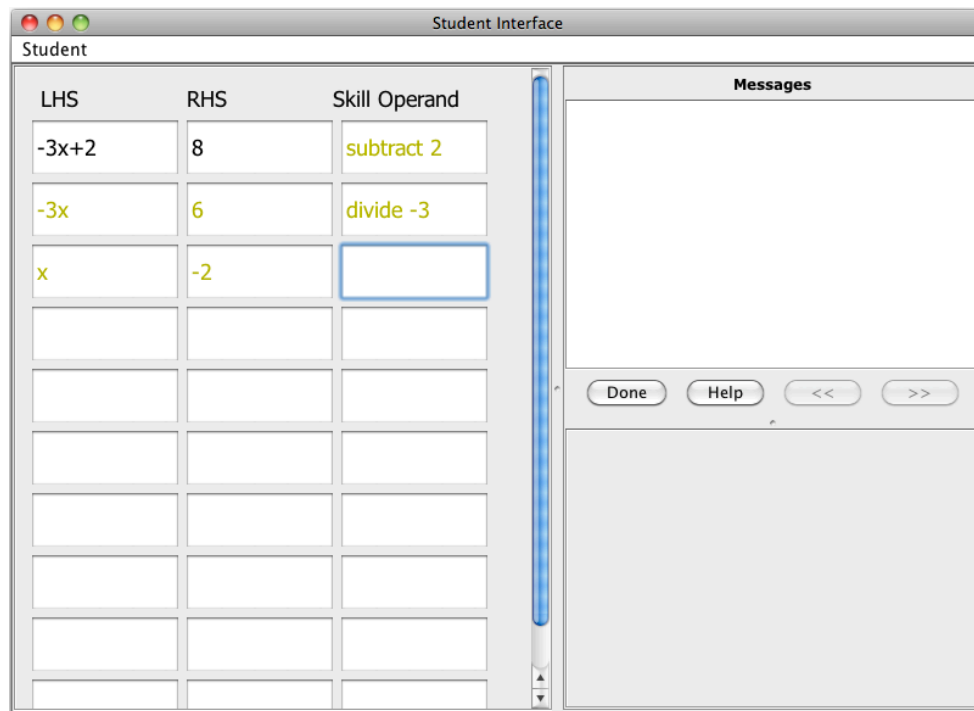 Student Interface
Student
LHS RHS Skill Operand
-3x+2 8 subtract 2
-3x 6 divide -3
x -2
Messages
Done Help << >>